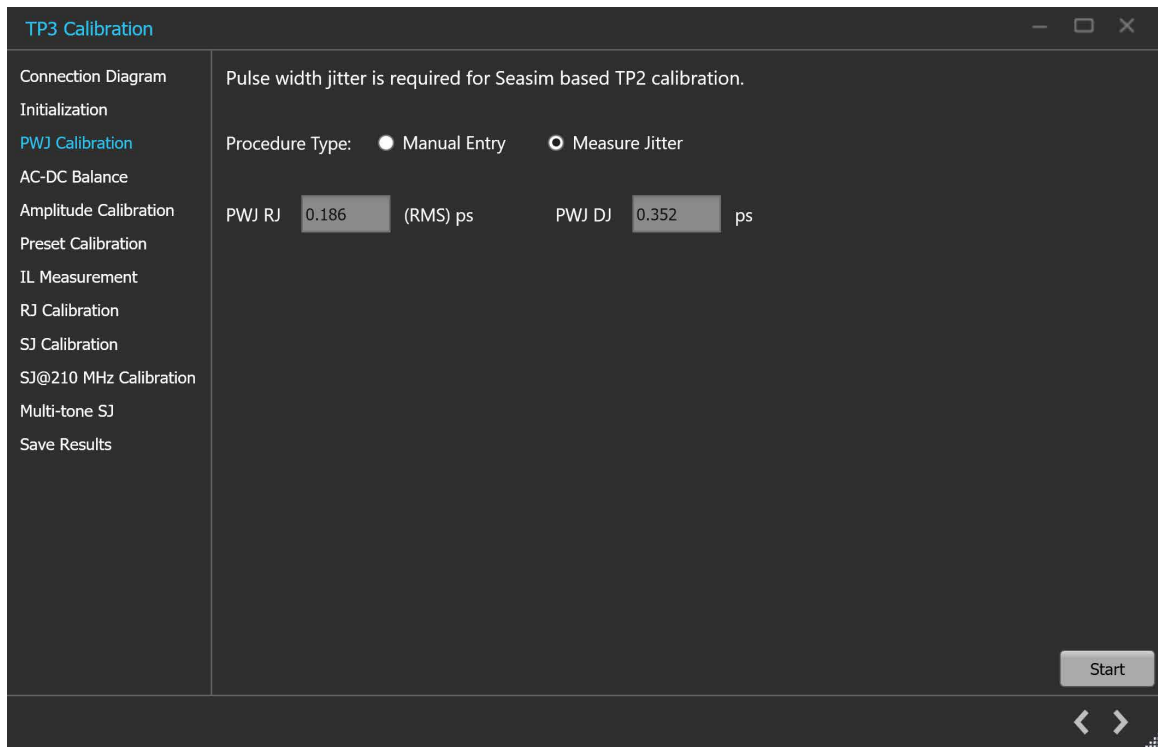 TP3 Calibration
Connection Diagram
Initialization
PWJ Calibration
AC-DC Balance
Amplitude Calibration
Preset Calibration
IL Measurement
RJ Calibration
SJ Calibration
SJ@210 MHz Calibration
Multi-tone SJ
Save Results
Pulse width jitter is required for Seasim based TP2 calibration.
Procedure Type: Manual Entry Measure Jitter
PWJ RJ 0.186 (RMS) ps PWJ DJ 0.352 ps
Start